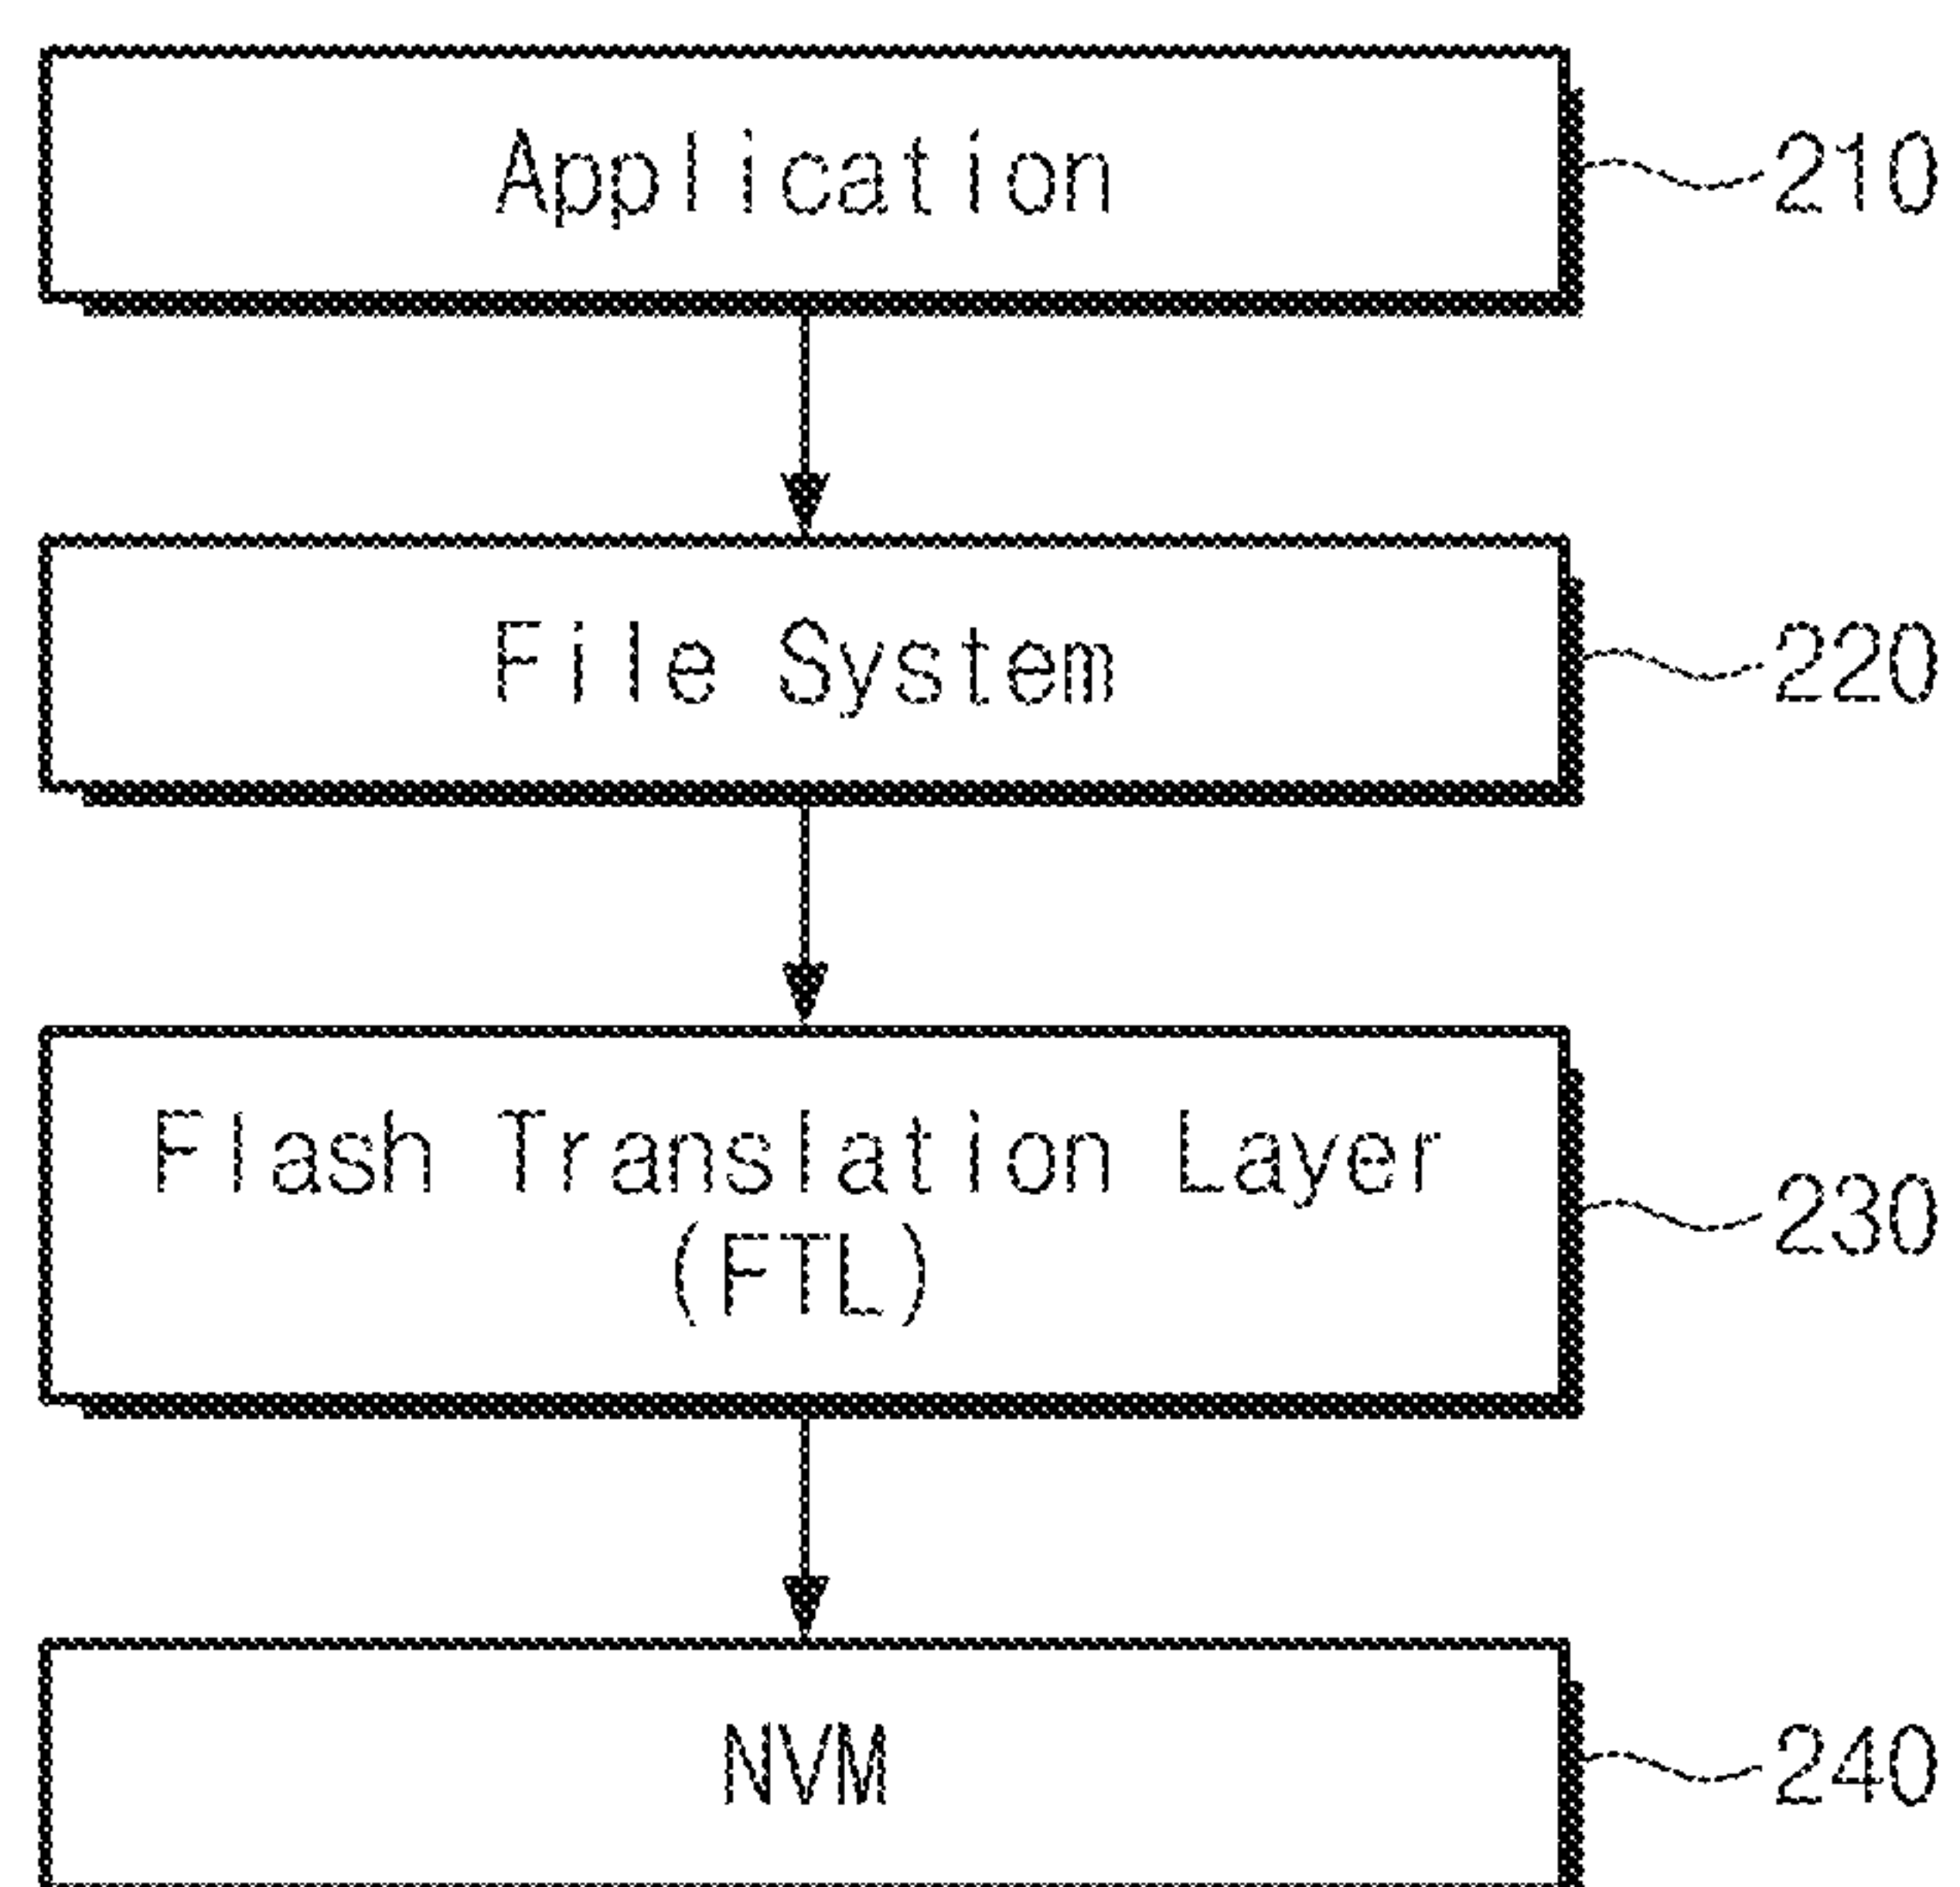 Application
210
File System
220
Flash Translation Layer
(FTL)
230
NVM
240